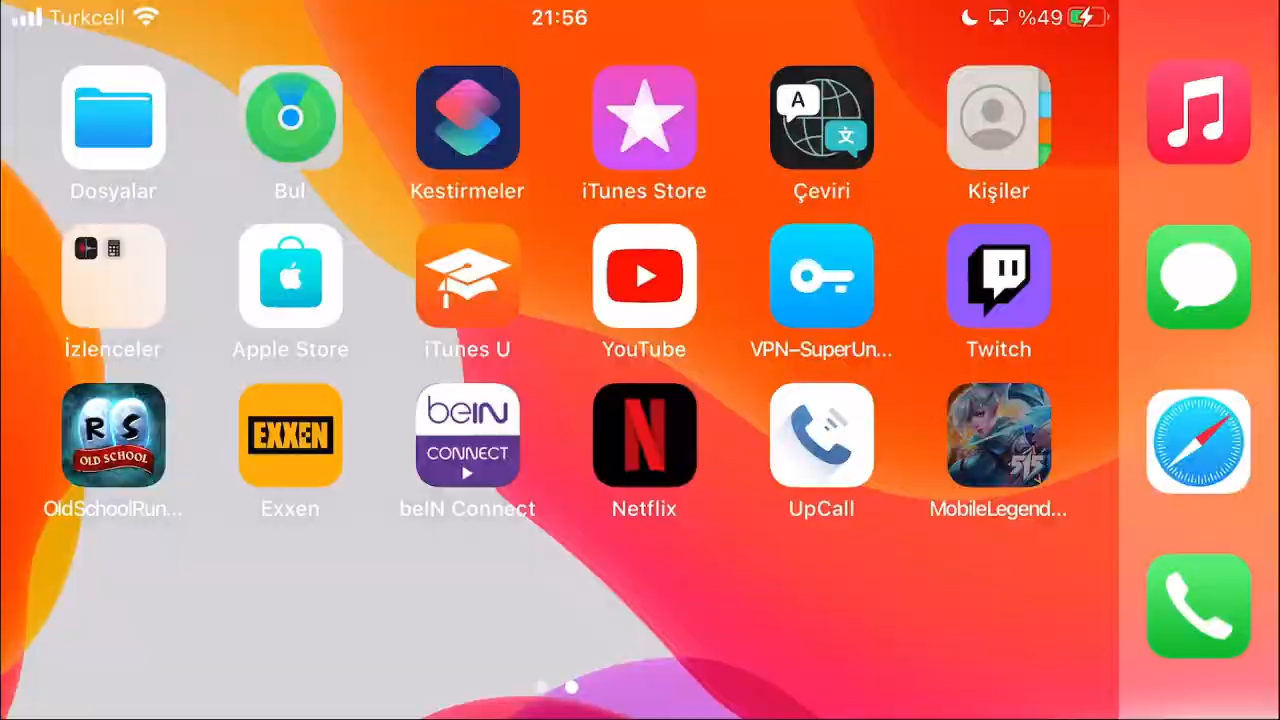 Turkcell
21:56
%49
A
文
Dosyalar
Bul
Kestirmeler
iTunes Store
Çeviri
Kişiler
İzlenceler
Apple Store
iTunes U
YouTube
VPN-SuperUn...
Twitch
RS
OLD SCHOOL
EXXEN
beIN
CONNECT
N
515
OldSchoolRun...
Exxen
beIN Connect
Netflix
UpCall
MobileLegend...